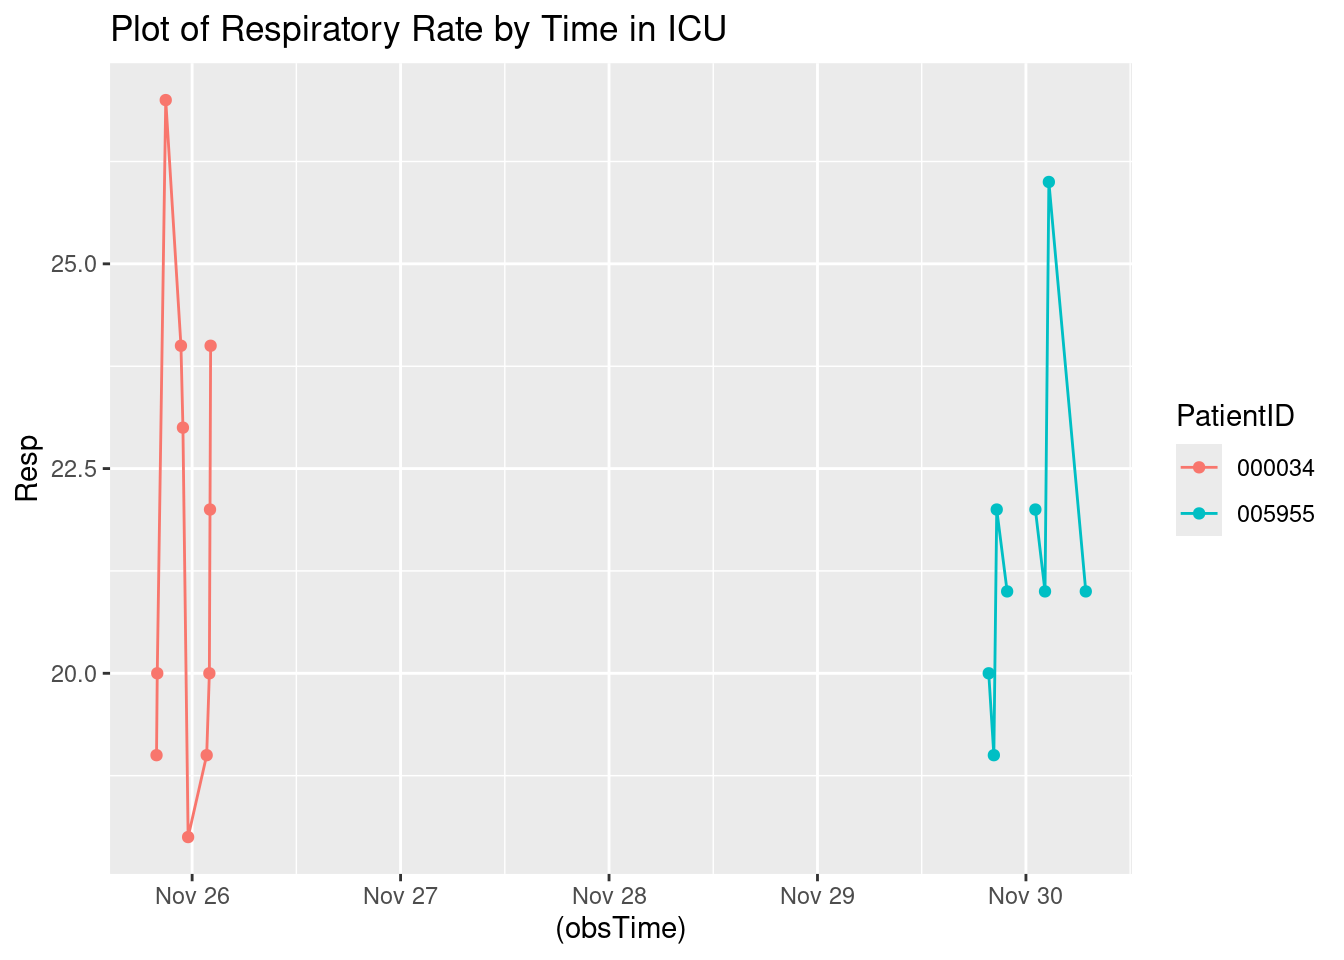 Plot of Respiratory Rate by Time in ICU
Resp
25.0
22.5
20.0
Nov 26 Nov 27 Nov 28 Nov 29 Nov 30
(obsTime)
PatientID
000034
005955